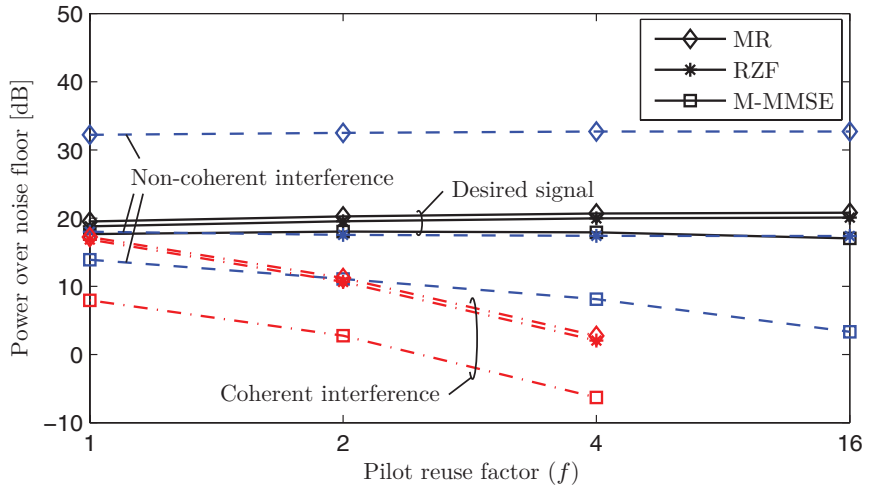 50
40
30
20
10
0
−10
Power over noise floor [dB]
MR
RZF
M-MMSE
Non-coherent interference
Desired signal
Coherent interference
1
2
4
16
Pilot reuse factor (f)